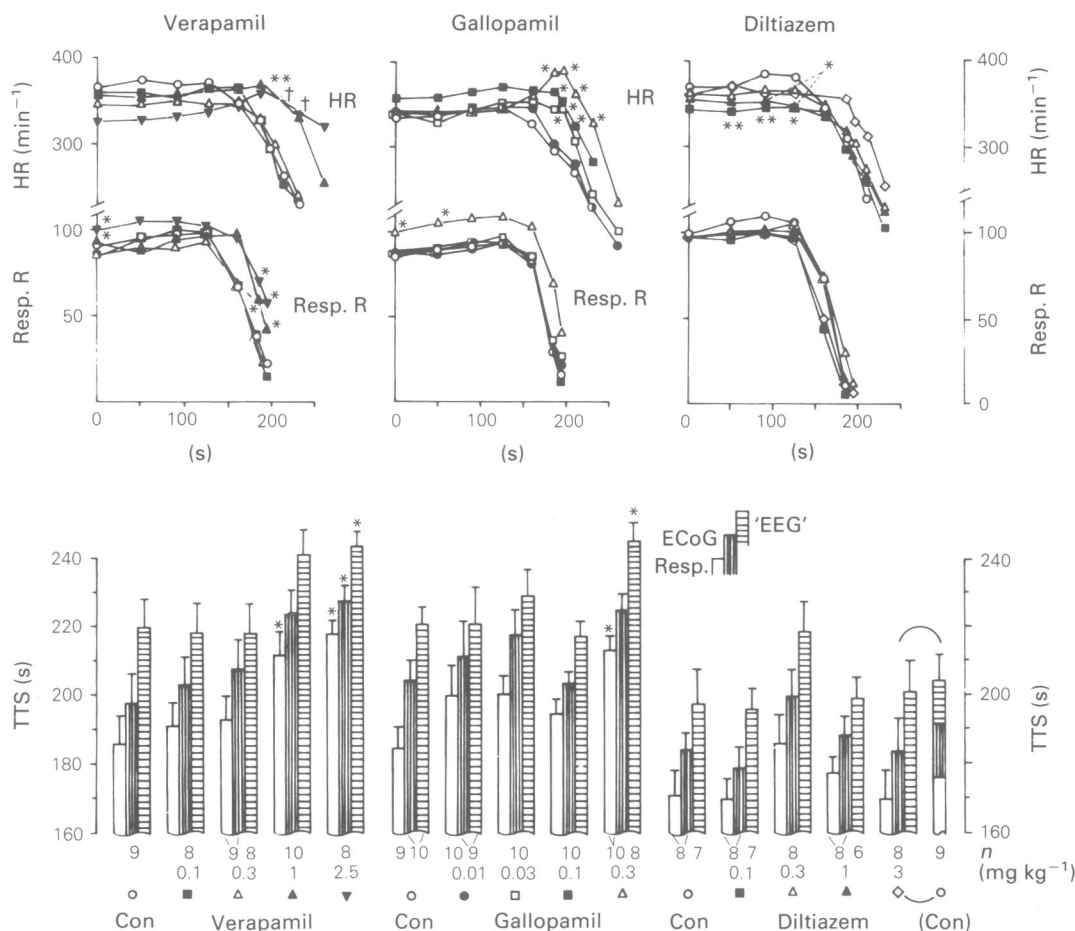 Verapamil Gallopamil Diltiazem
400 400
HR (min⁻¹) 300 HR HR 300 HR (min⁻¹)
** † † * * * * * * * * * * ** ** *
100 100
Resp. R 50 Resp. R Resp. R 50 Resp. R
* * * * * * * *
0
0 100 200 0 100 200 0 100 200
(s) (s) (s)
ECoG 'EEG'
Resp.
240 240
220
200 200
180
160 160
TTS (s) TTS (s)
* * * * * *
9 8 9 8 10 8 9 10 10 9 10 10 10 8 8 7 8 7 8 8 6 8 9 n
0.1 0.3 1 2.5 0.01 0.03 0.1 0.3 0.1 0.3 1 3 (mg kg⁻¹)
Con Verapamil Con Gallopamil Con Diltiazem (Con)